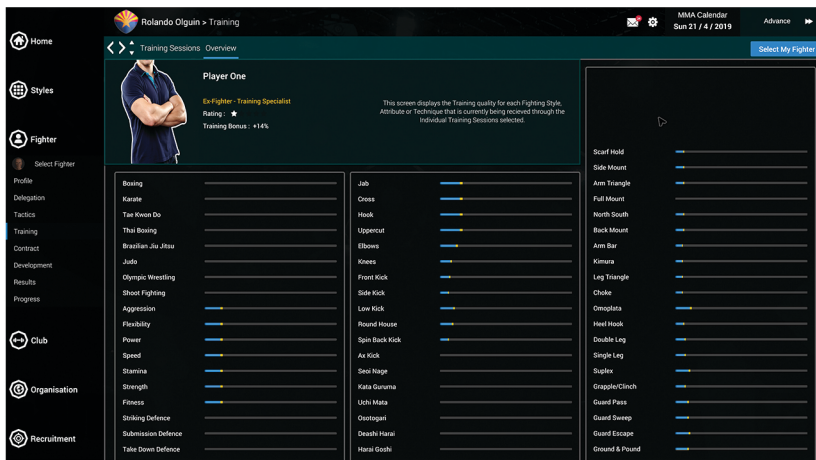 Rolando Olguin > Training
MMA Calendar
Sun 21 / 4 / 2019
Advance
Home
Training Sessions
Overview
Select My Fighter
Styles
Fighter
Select Fighter
Profile
Delegation
Tactics
Training
Contract
Development
Results
Progress
Club
Organisation
Recruitment
Player One
Ex-Fighter - Training Specialist
Rating :
Training Bonus : +14%
This screen displays the Training quality for each Fighting Style,
Attribute or Technique that is currently being recieved through the
Individual Training Sessions selected.
Boxing
Karate
Tae Kwon Do
Thai Boxing
Brazilian Jiu Jitsu
Judo
Olympic Wrestling
Shoot Fighting
Aggression
Flexibility
Power
Speed
Stamina
Strength
Fitness
Striking Defence
Submission Defence
Take Down Defence
Jab
Cross
Hook
Uppercut
Elbows
Knees
Front Kick
Side Kick
Low Kick
Round House
Spin Back Kick
Ax Kick
Seoi Nage
Kata Guruma
Uchi Mata
Osotogari
Deashi Harai
Harai Goshi
Scarf Hold
Side Mount
Arm Triangle
Full Mount
North South
Back Mount
Arm Bar
Kimura
Leg Triangle
Choke
Omoplata
Heel Hook
Double Leg
Single Leg
Suplex
Grapple/Clinch
Guard Pass
Guard Sweep
Guard Escape
Ground & Pound